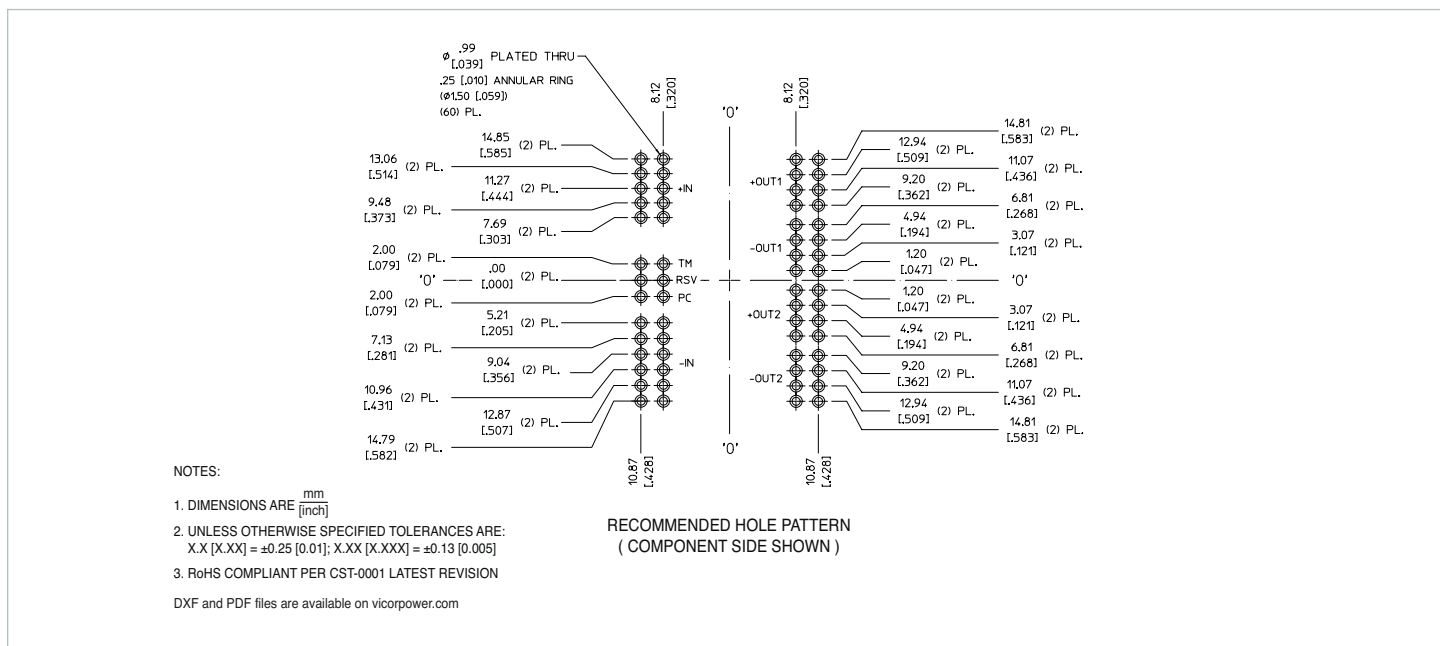 ø .99 PLATED THRU
[.039]
.25 [.010] ANNULAR RING
(ø1.50 [.059])
(60) PL.
8.12
[.320]
'0'
8.12
[.320]
14.85
[.585] (2) PL.
13.06
[.514] (2) PL.
11.27
[.444] (2) PL.
9.48
[.373] (2) PL.
7.69
[.303] (2) PL.
2.00
[.079] (2) PL.
'0'
.00
[.000] (2) PL.
2.00
[.079] (2) PL.
5.21
[.205] (2) PL.
7.13
[.281] (2) PL.
9.04
[.356] (2) PL.
10.96
[.431] (2) PL.
12.87
[.507] (2) PL.
14.79
[.582] (2) PL.
+IN
TM
RSV
PC
-IN
+OUT1
-OUT1
+OUT2
-OUT2
14.81
[.583] (2) PL.
12.94
[.509] (2) PL.
11.07
[.436] (2) PL.
9.20
[.362] (2) PL.
6.81
[.268] (2) PL.
4.94
[.194] (2) PL.
3.07
[.121] (2) PL.
1.20
[.047] (2) PL.
'0'
1.20
[.047] (2) PL.
3.07
[.121] (2) PL.
4.94
[.194] (2) PL.
6.81
[.268] (2) PL.
9.20
[.362] (2) PL.
11.07
[.436] (2) PL.
12.94
[.509] (2) PL.
14.81
[.583] (2) PL.
10.87
[.428]
'0'
10.87
[.428]
RECOMMENDED HOLE PATTERN
( COMPONENT SIDE SHOWN )
NOTES:
1. DIMENSIONS ARE mm
[inch]
2. UNLESS OTHERWISE SPECIFIED TOLERANCES ARE:
X.X [X.XX] = ±0.25 [0.01]; X.XX [X.XXX] = ±0.13 [0.005]
3. RoHS COMPLIANT PER CST-0001 LATEST REVISION
DXF and PDF files are available on vicorpower.com